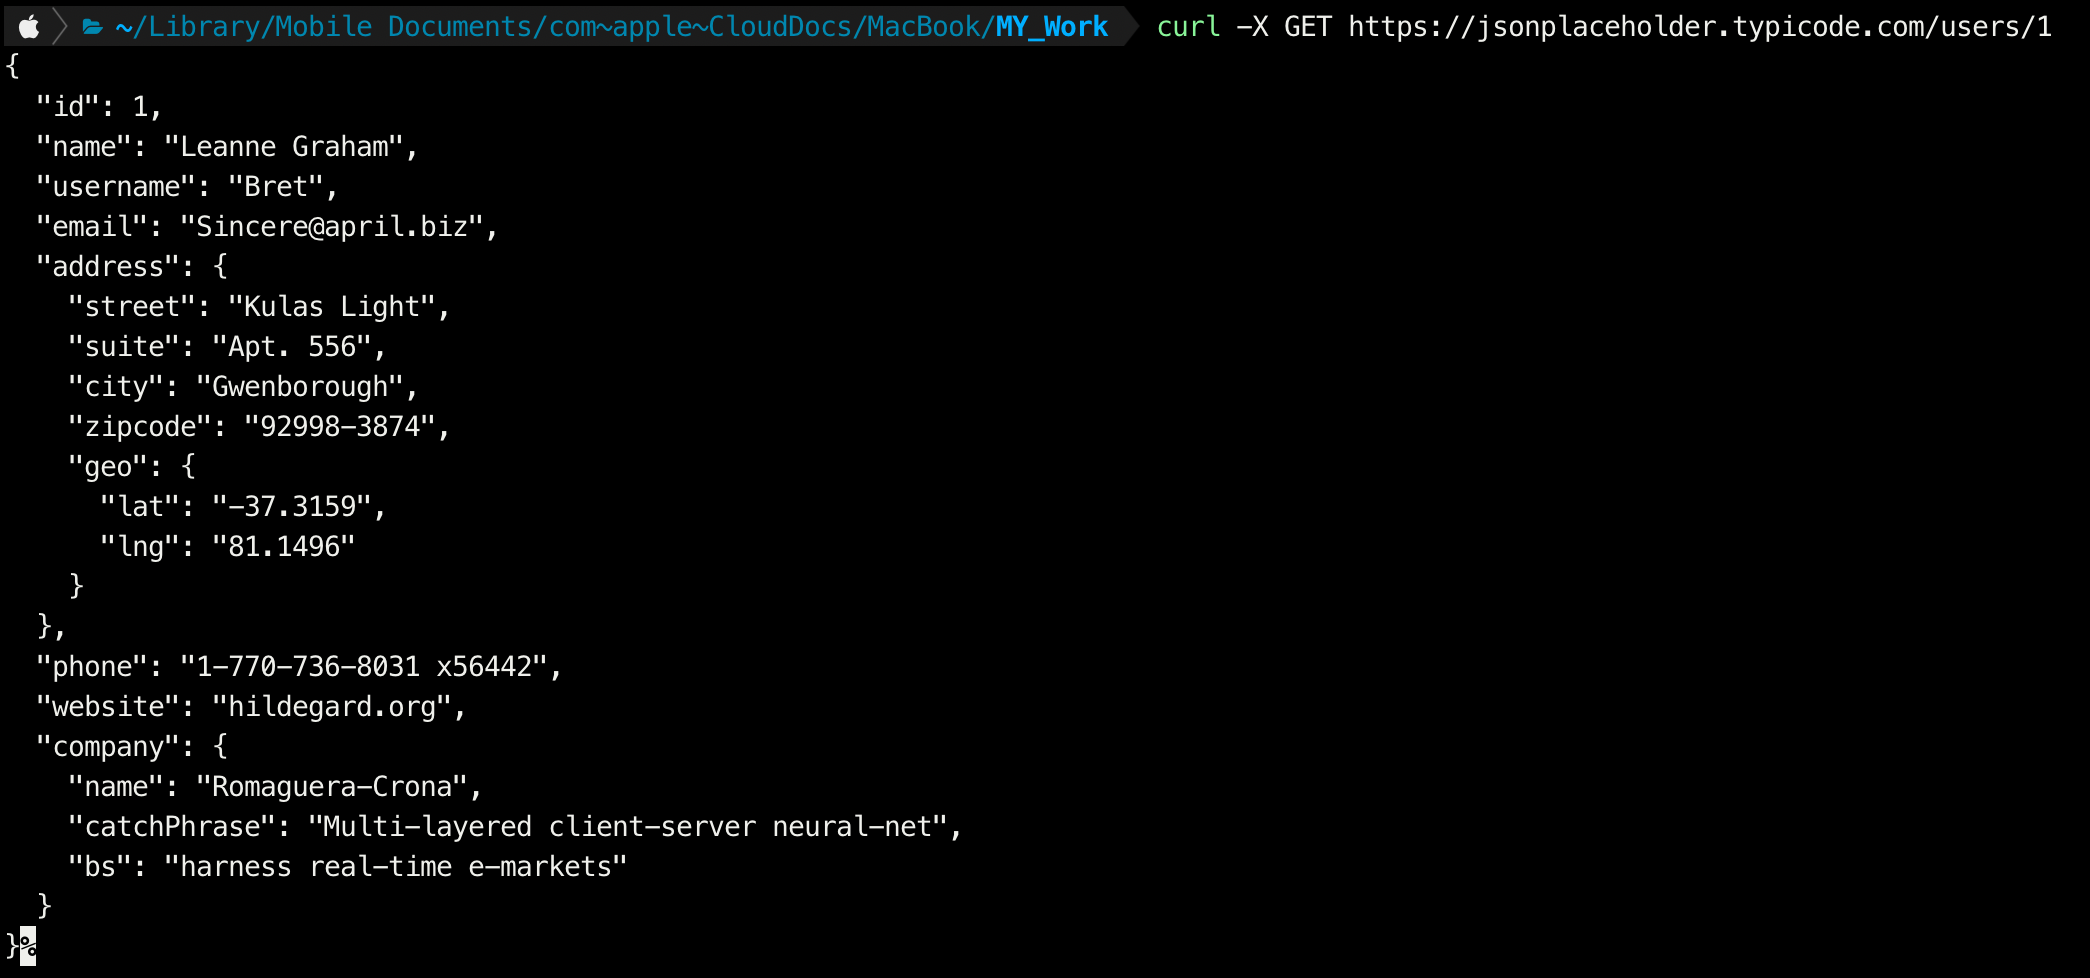 ~/Library/Mobile Documents/com~apple~CloudDocs/MacBook/MY_Work curl -X GET https://jsonplaceholder.typicode.com/users/1
{
  "id": 1,
  "name": "Leanne Graham",
  "username": "Bret",
  "email": "Sincere@april.biz",
  "address": {
    "street": "Kulas Light",
    "suite": "Apt. 556",
    "city": "Gwenborough",
    "zipcode": "92998-3874",
    "geo": {
      "lat": "-37.3159",
      "lng": "81.1496"
    }
  },
  "phone": "1-770-736-8031 x56442",
  "website": "hildegard.org",
  "company": {
    "name": "Romaguera-Crona",
    "catchPhrase": "Multi-layered client-server neural-net",
    "bs": "harness real-time e-markets"
  }
}%